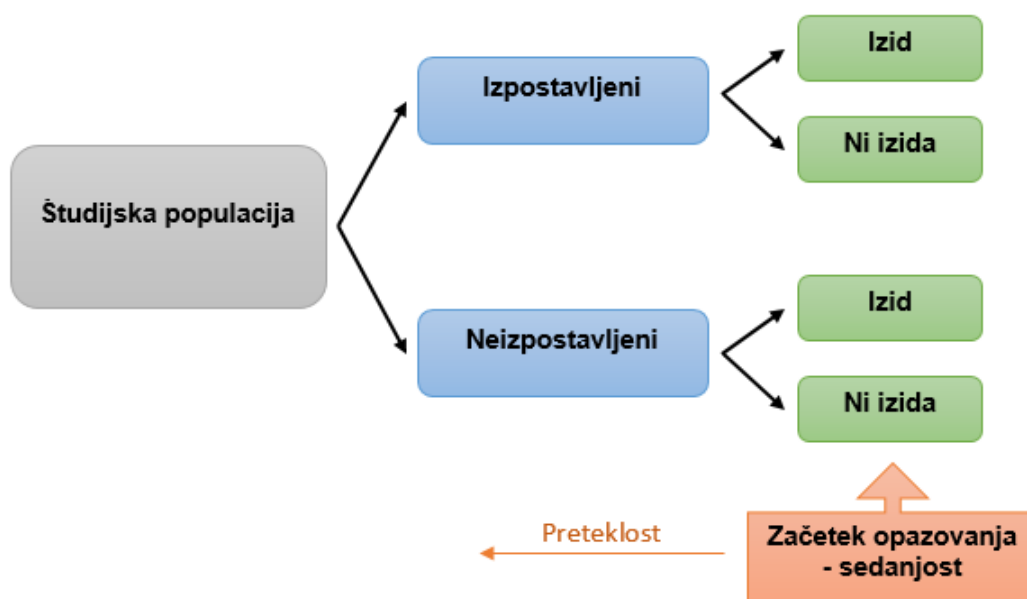 Študijska populacija
Izpostavljeni
Izid
Ni izida
Neizpostavljeni
Izid
Ni izida
Preteklost
Začetek opazovanja
- sedanjost